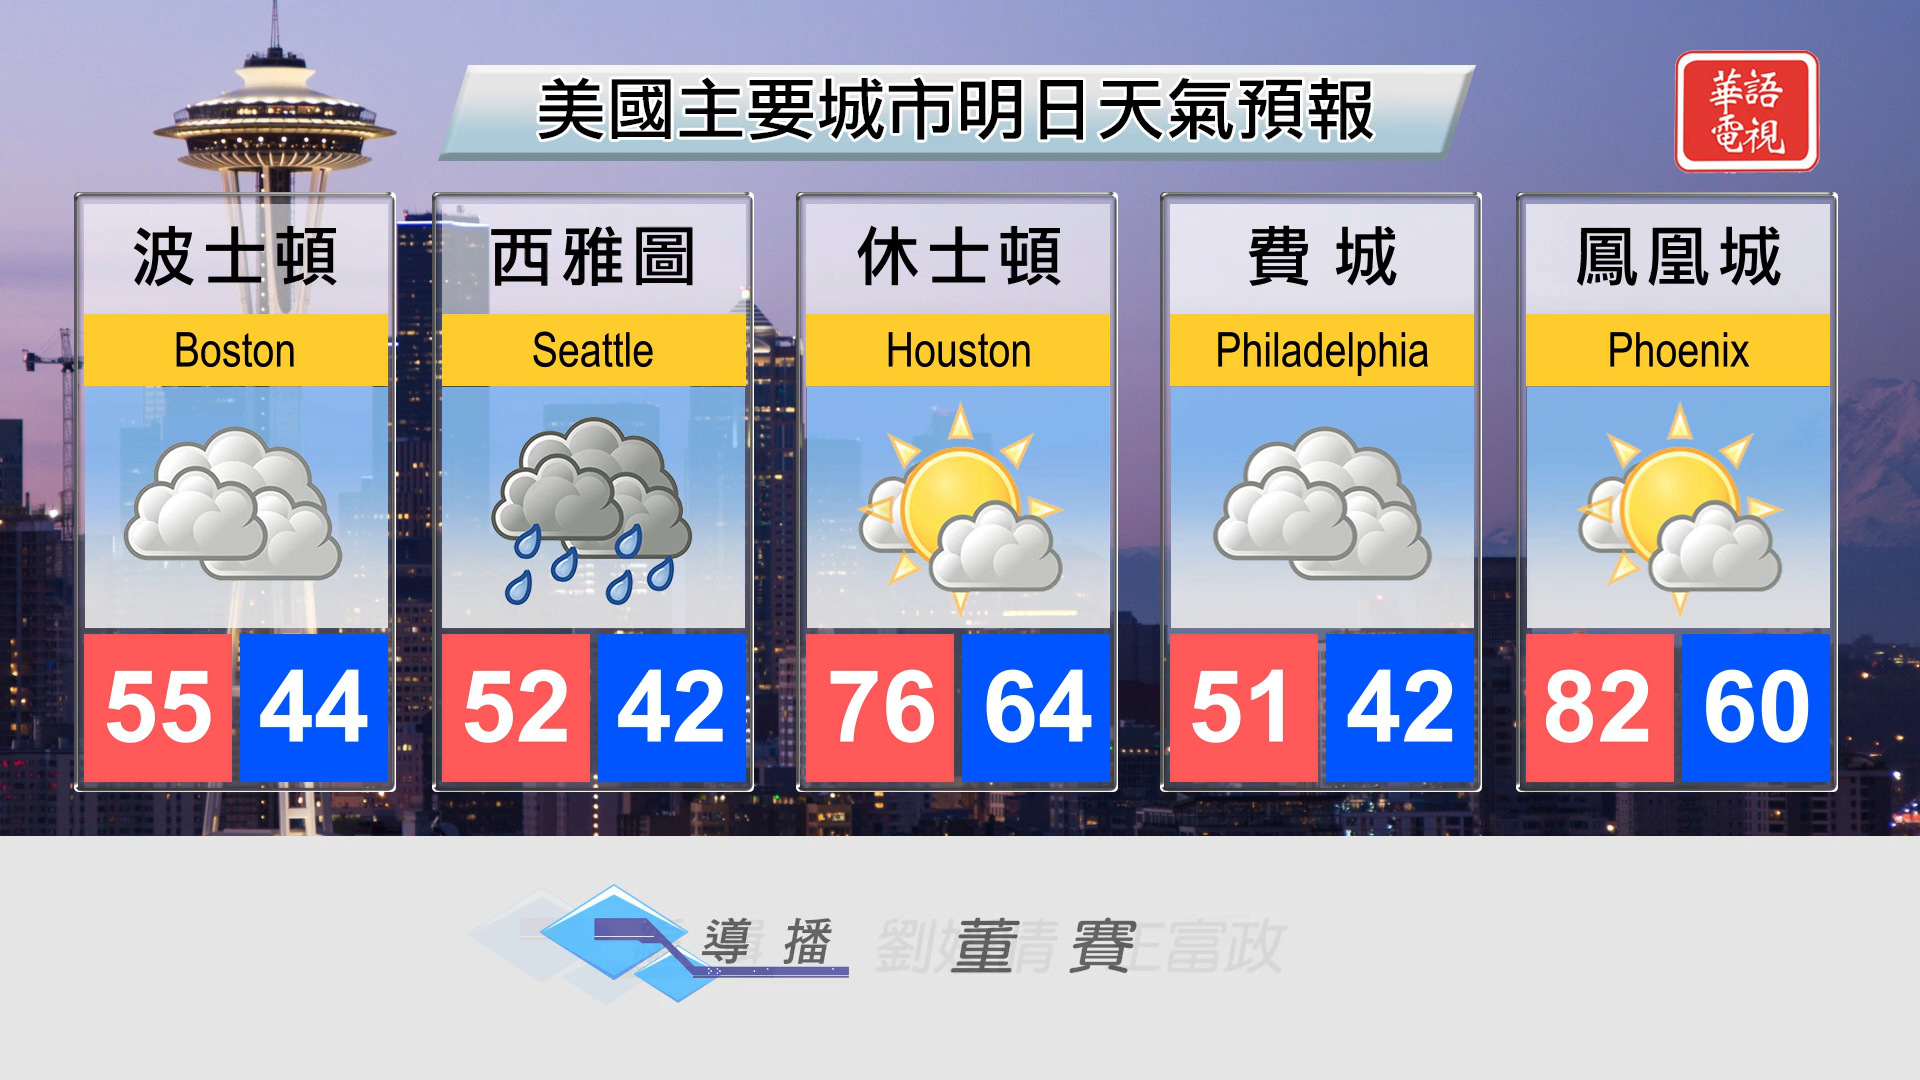 美國主要城市明日天氣預報
華語
電視
波士頓
西雅圖
休士頓
費城
鳳凰城
Boston
Seattle
Houston
Philadelphia
Phoenix
55 44
52 42
76 64
51 42
82 60
導播 董賽